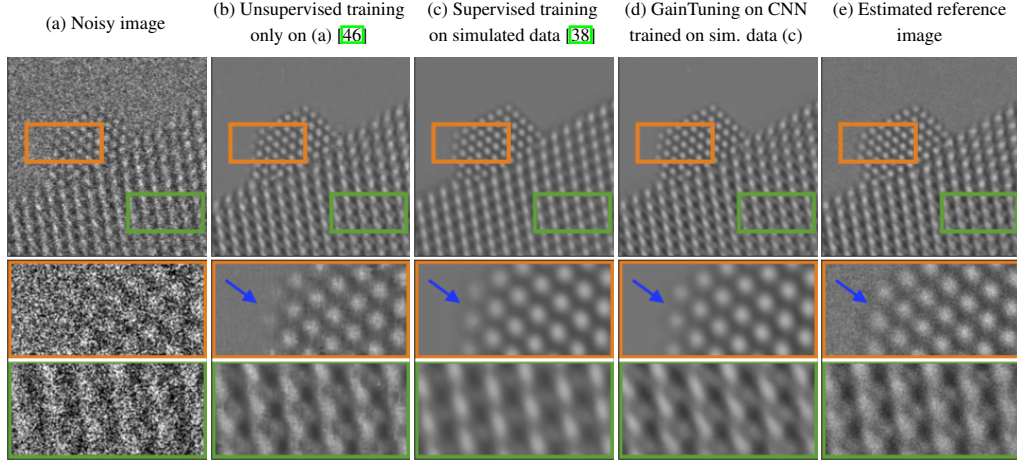 (a) Noisy image
(b) Unsupervised training
only on (a) [46]
(c) Supervised training
on simulated data [38]
(d) GainTuning on CNN
trained on sim. data (c)
(e) Estimated reference
image